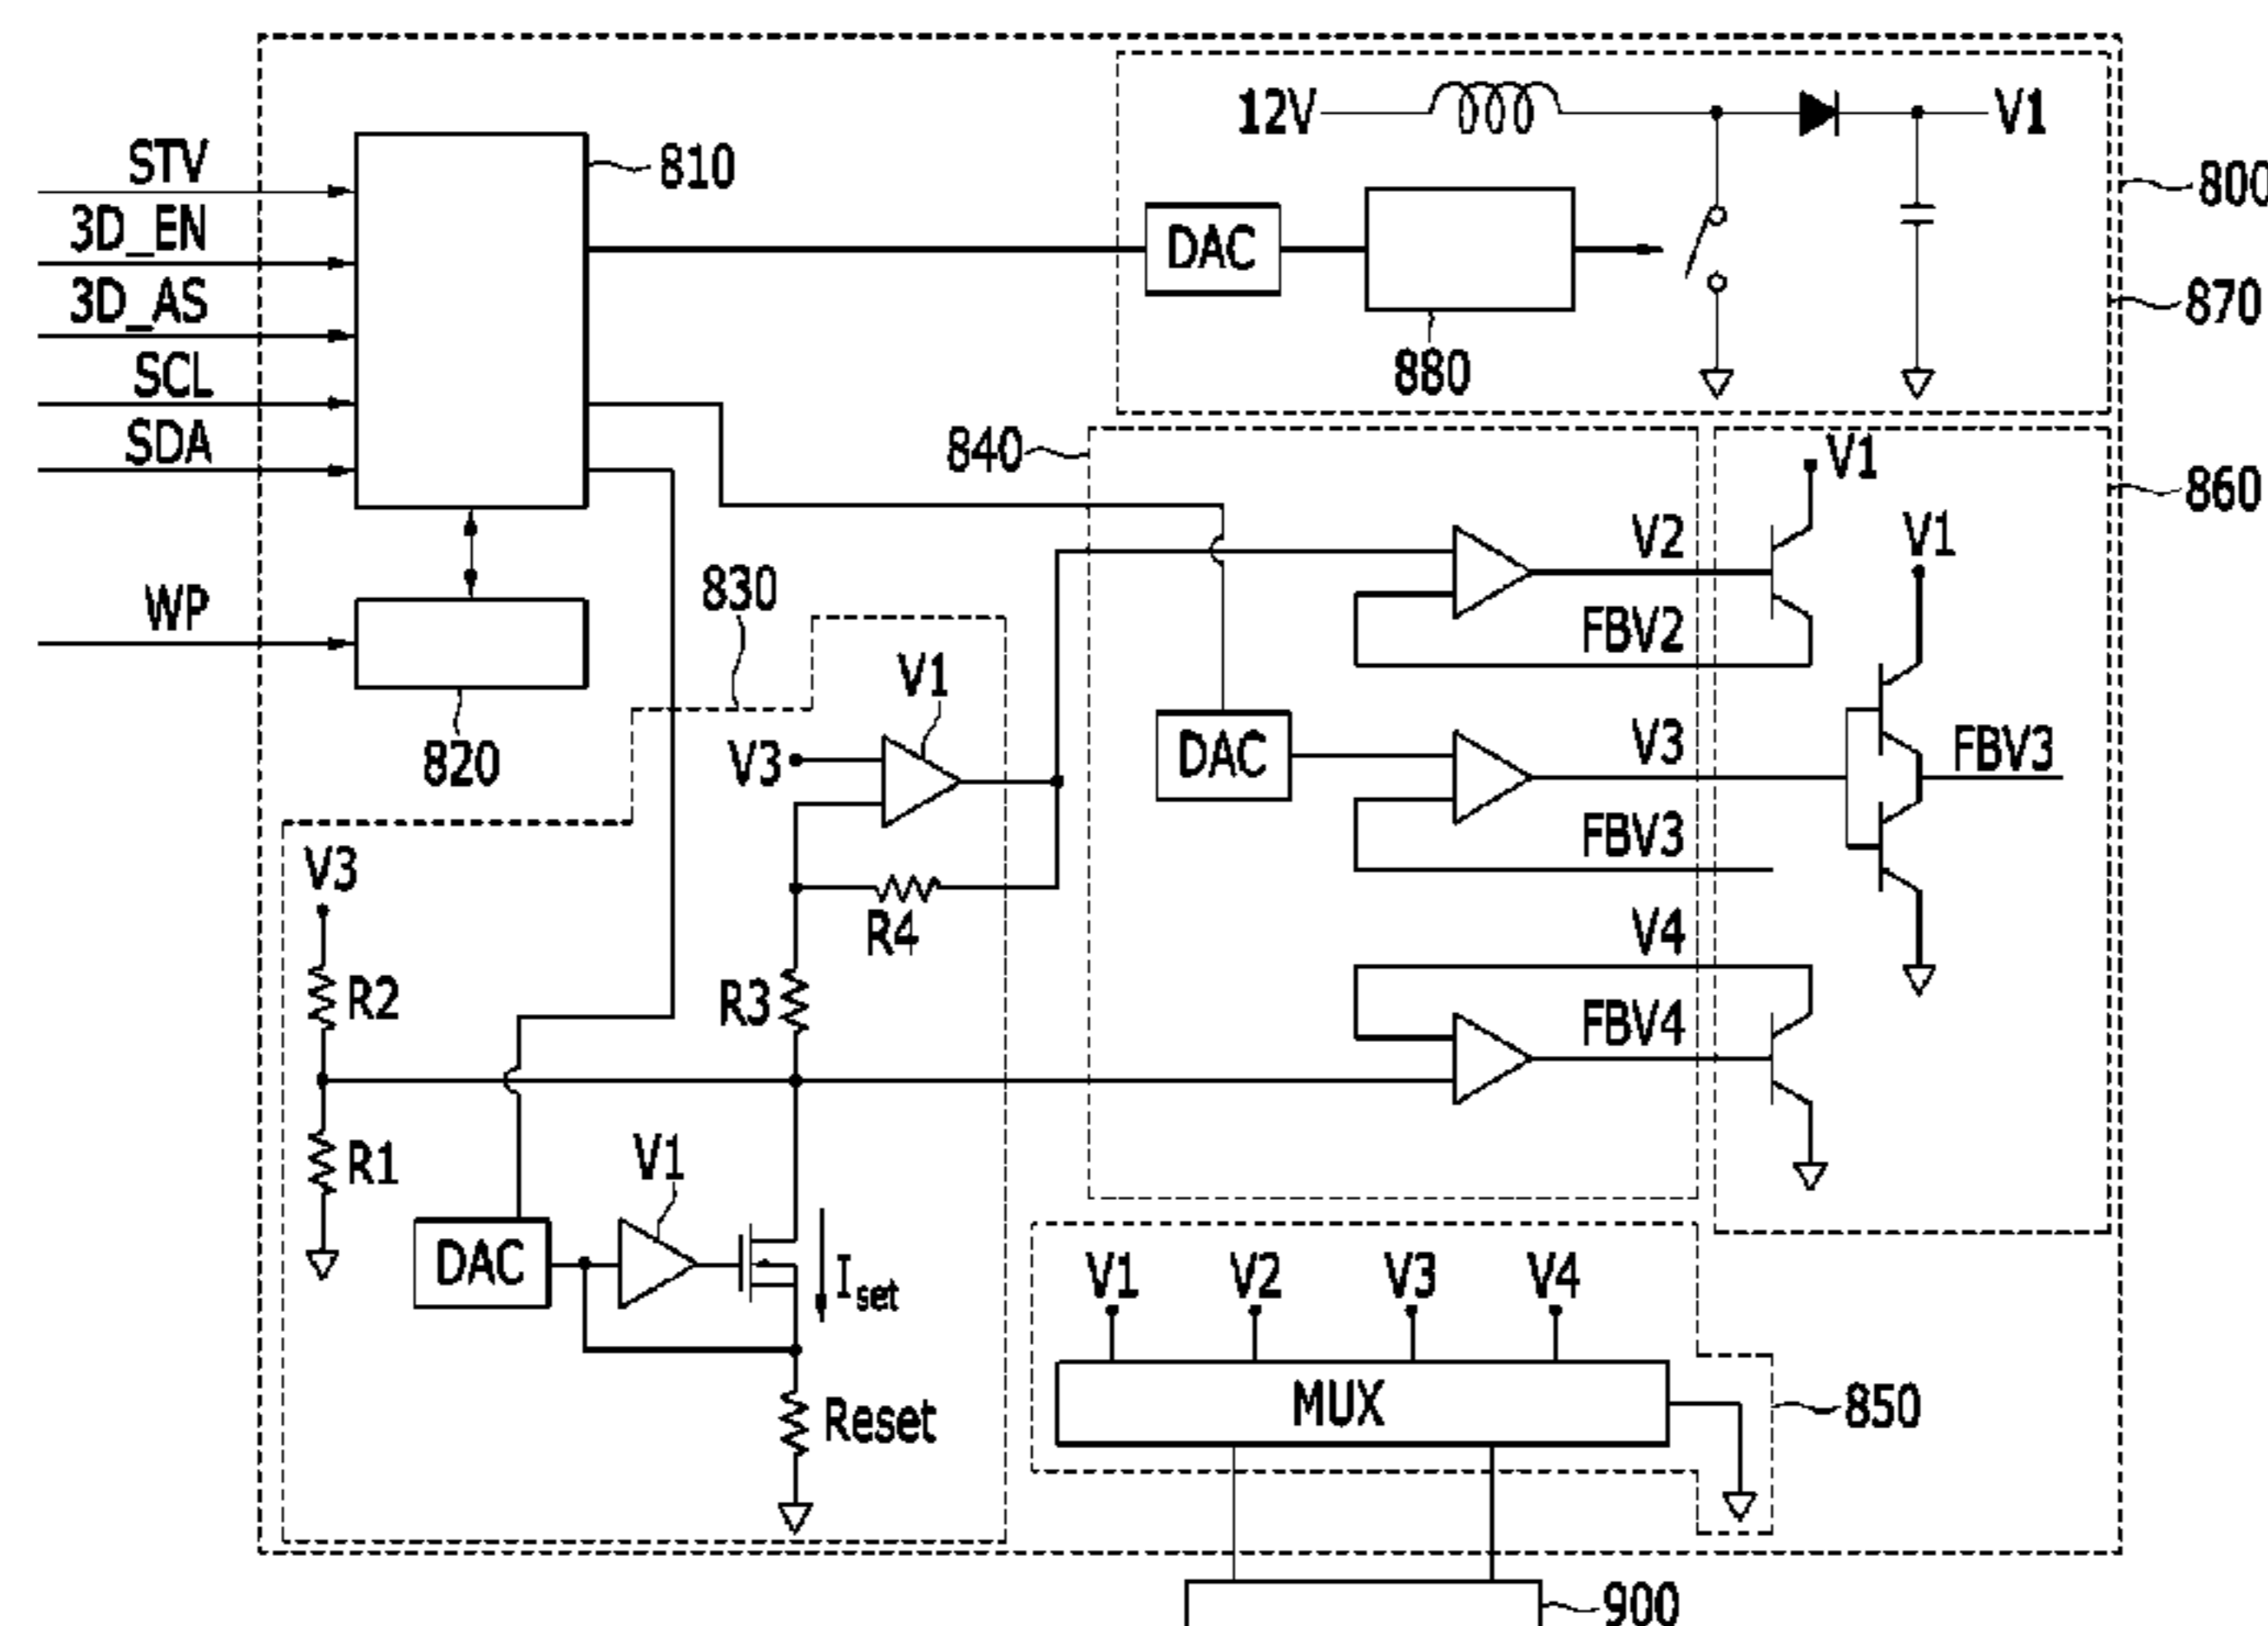 12V
V1
STV
810
800
3D_EN
DAC
3D_AS
870
SCL
880
SDA
840
V1
860
V2
V1
WP
830
FBV2
V1
820
V3
DAC
V3
FBV3
FBV3
V3
R4
V4
R2
R3
FBV4
R1
V1
DAC
Iset
V1
V2
V3
V4
MUX
850
Reset
900